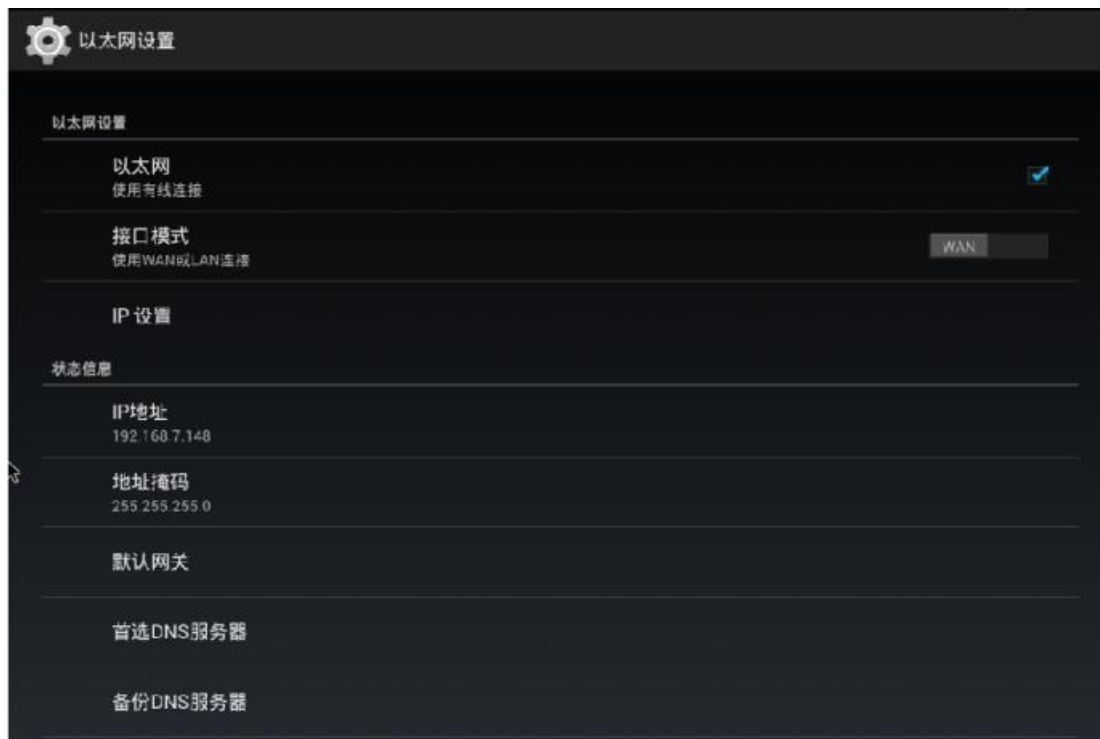 以太网设置
以太网设置
以太网
使用有线连接
接口模式
使用WAN或LAN连接
WAN
IP 设置
状态信息
IP地址
192.168.7.148
地址掩码
255.255.255.0
默认网关
首选DNS服务器
备份DNS服务器